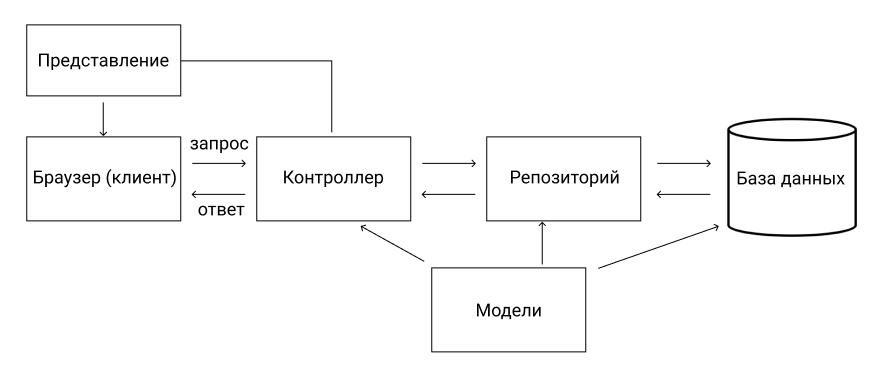 Представление
запрос
Браузер (клиент)
Контроллер
Репозиторий
База данных
ответ
Модели